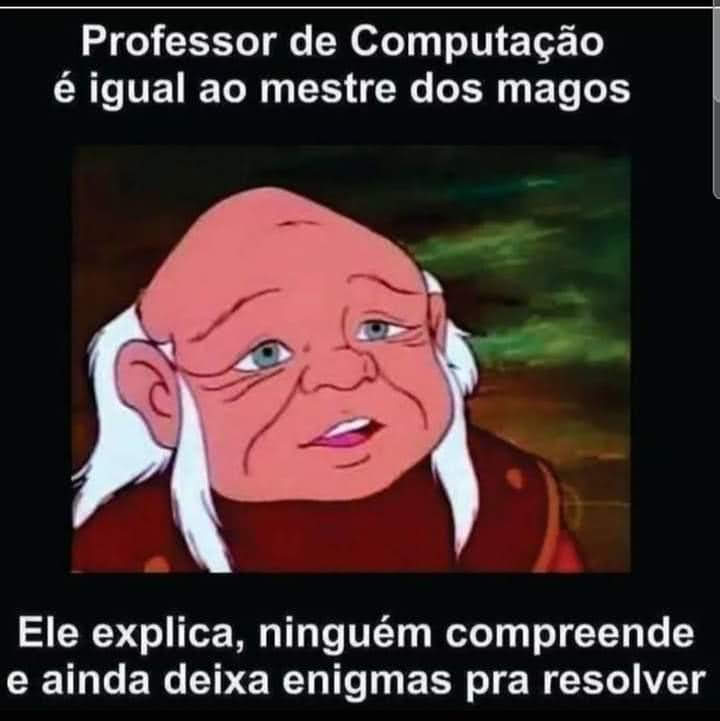 Professor de Computação
é igual ao mestre dos magos
Ele explica, ninguém compreende
e ainda deixa enigmas pra resolver